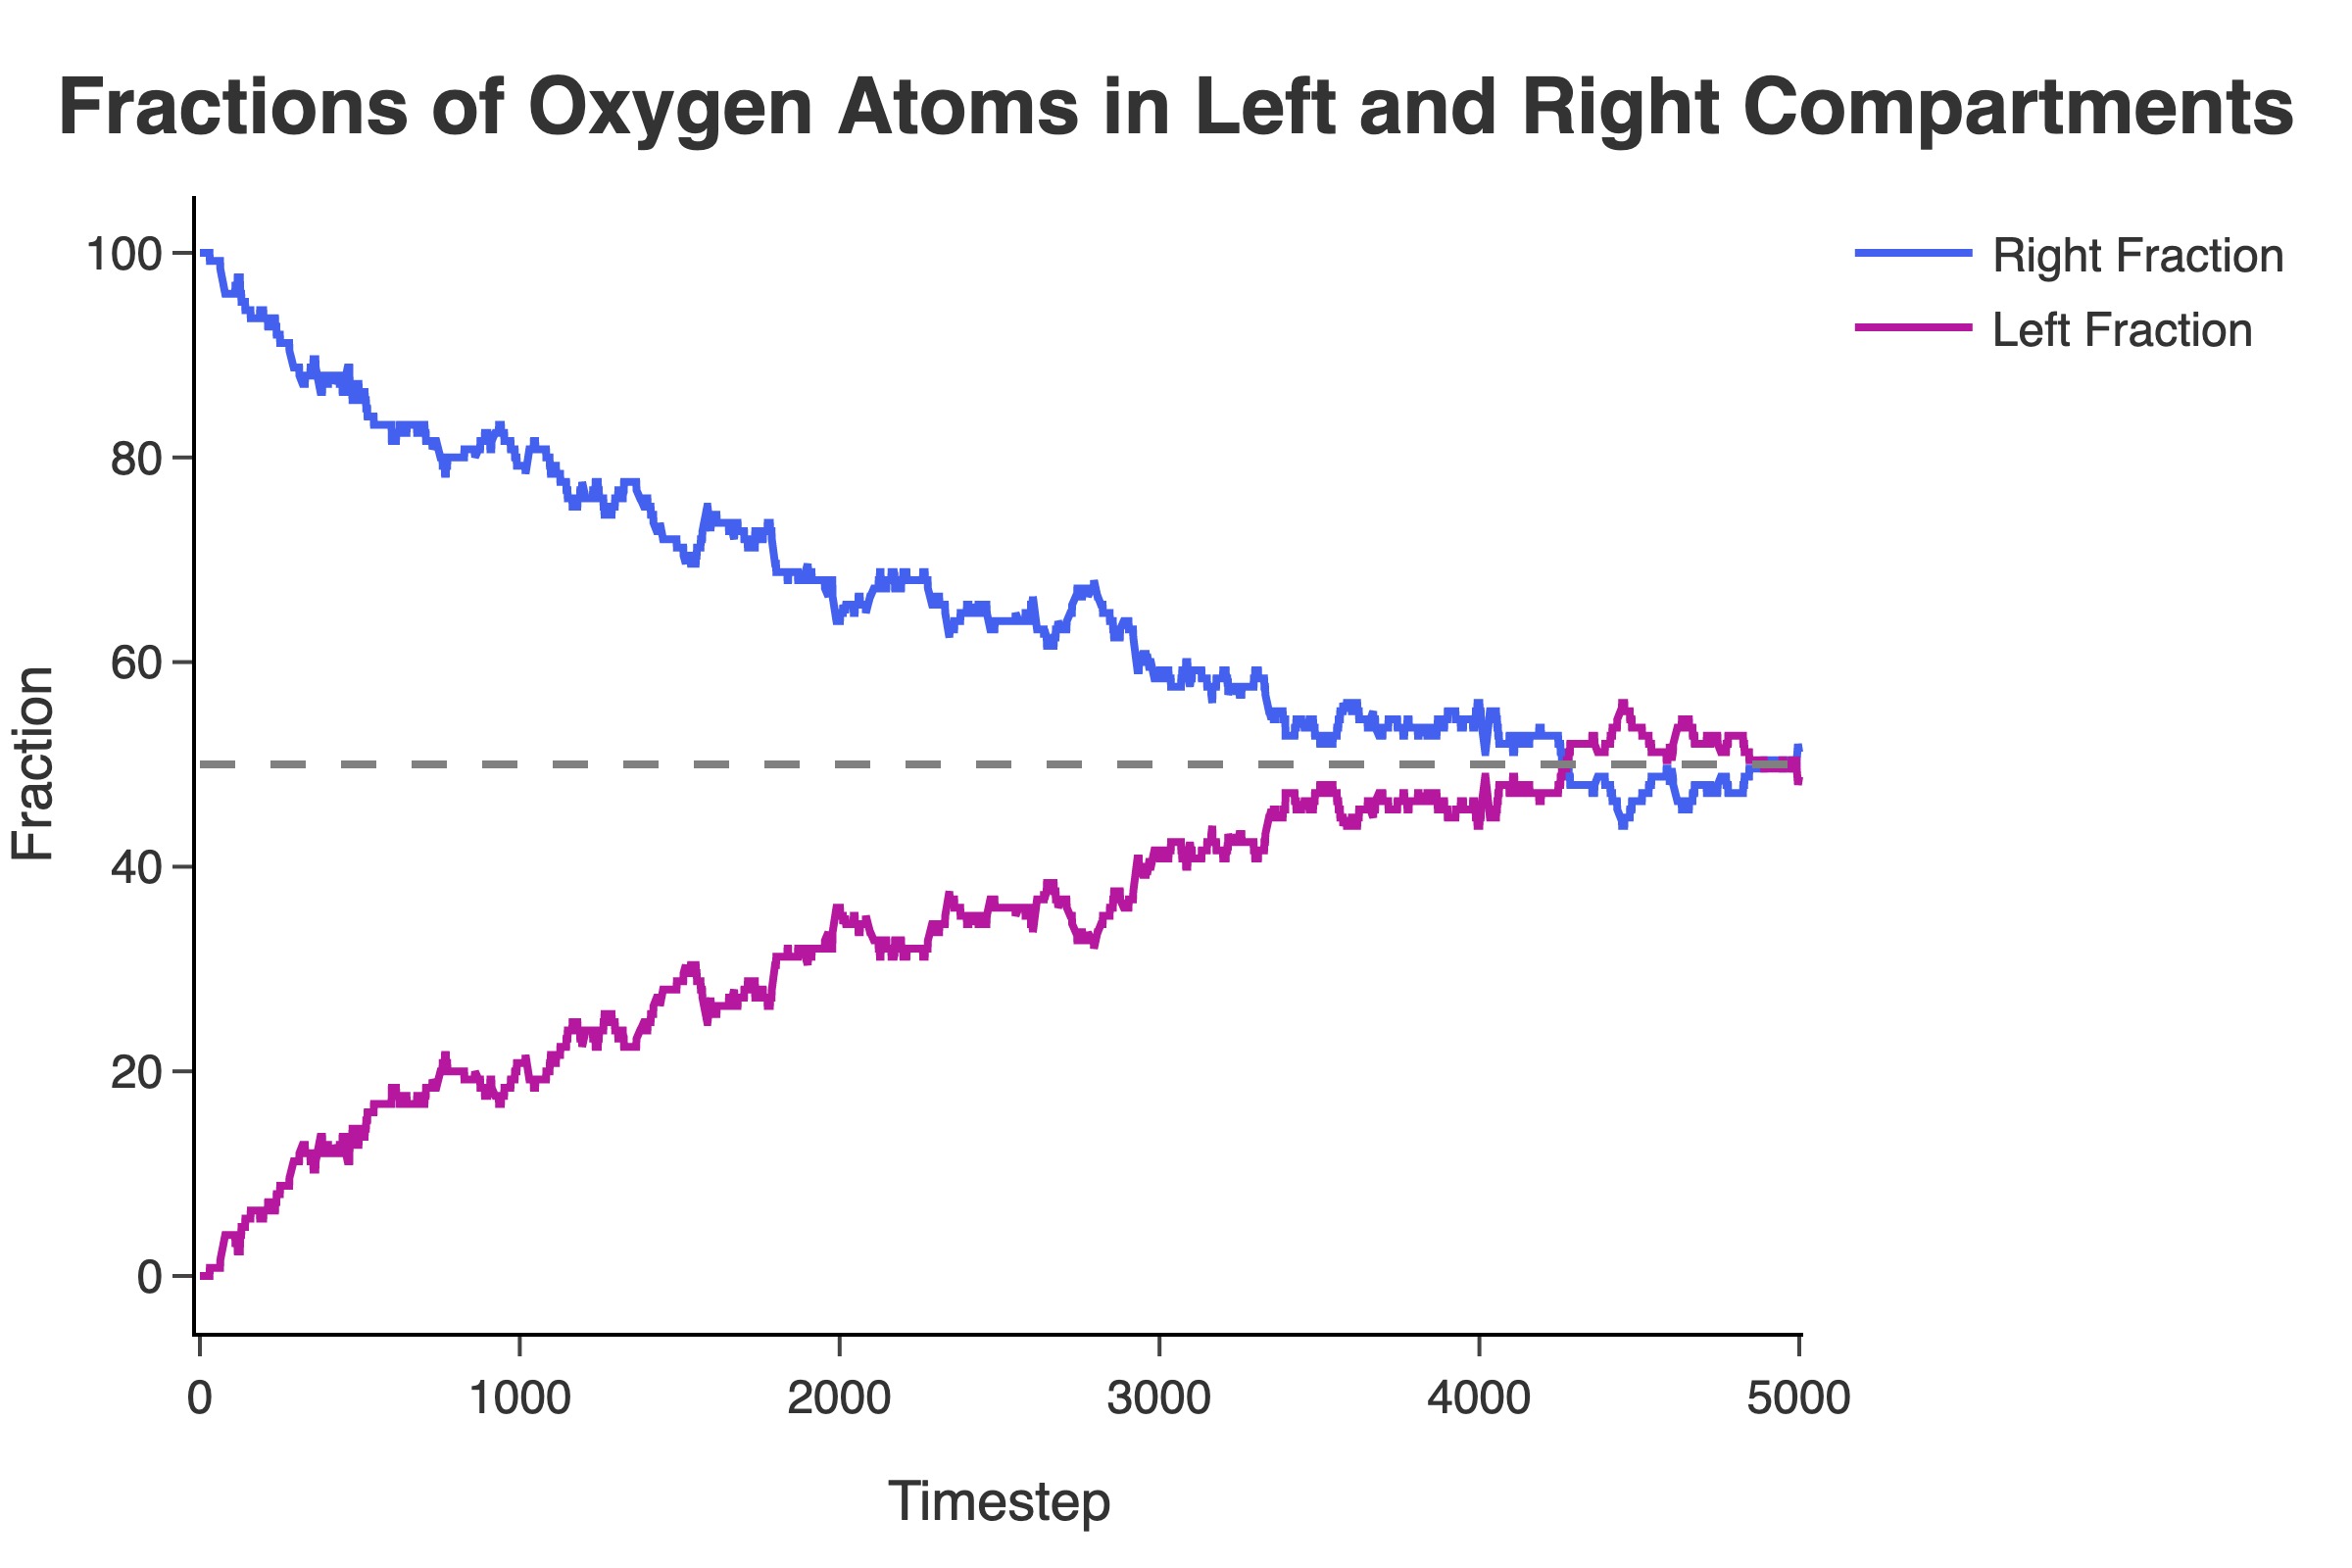 Fractions of Oxygen Atoms in Left and Right Compartments
Right Fraction
Left Fraction
100
80
60
40
20
0
Fraction
0 1000 2000 3000 4000 5000
Timestep